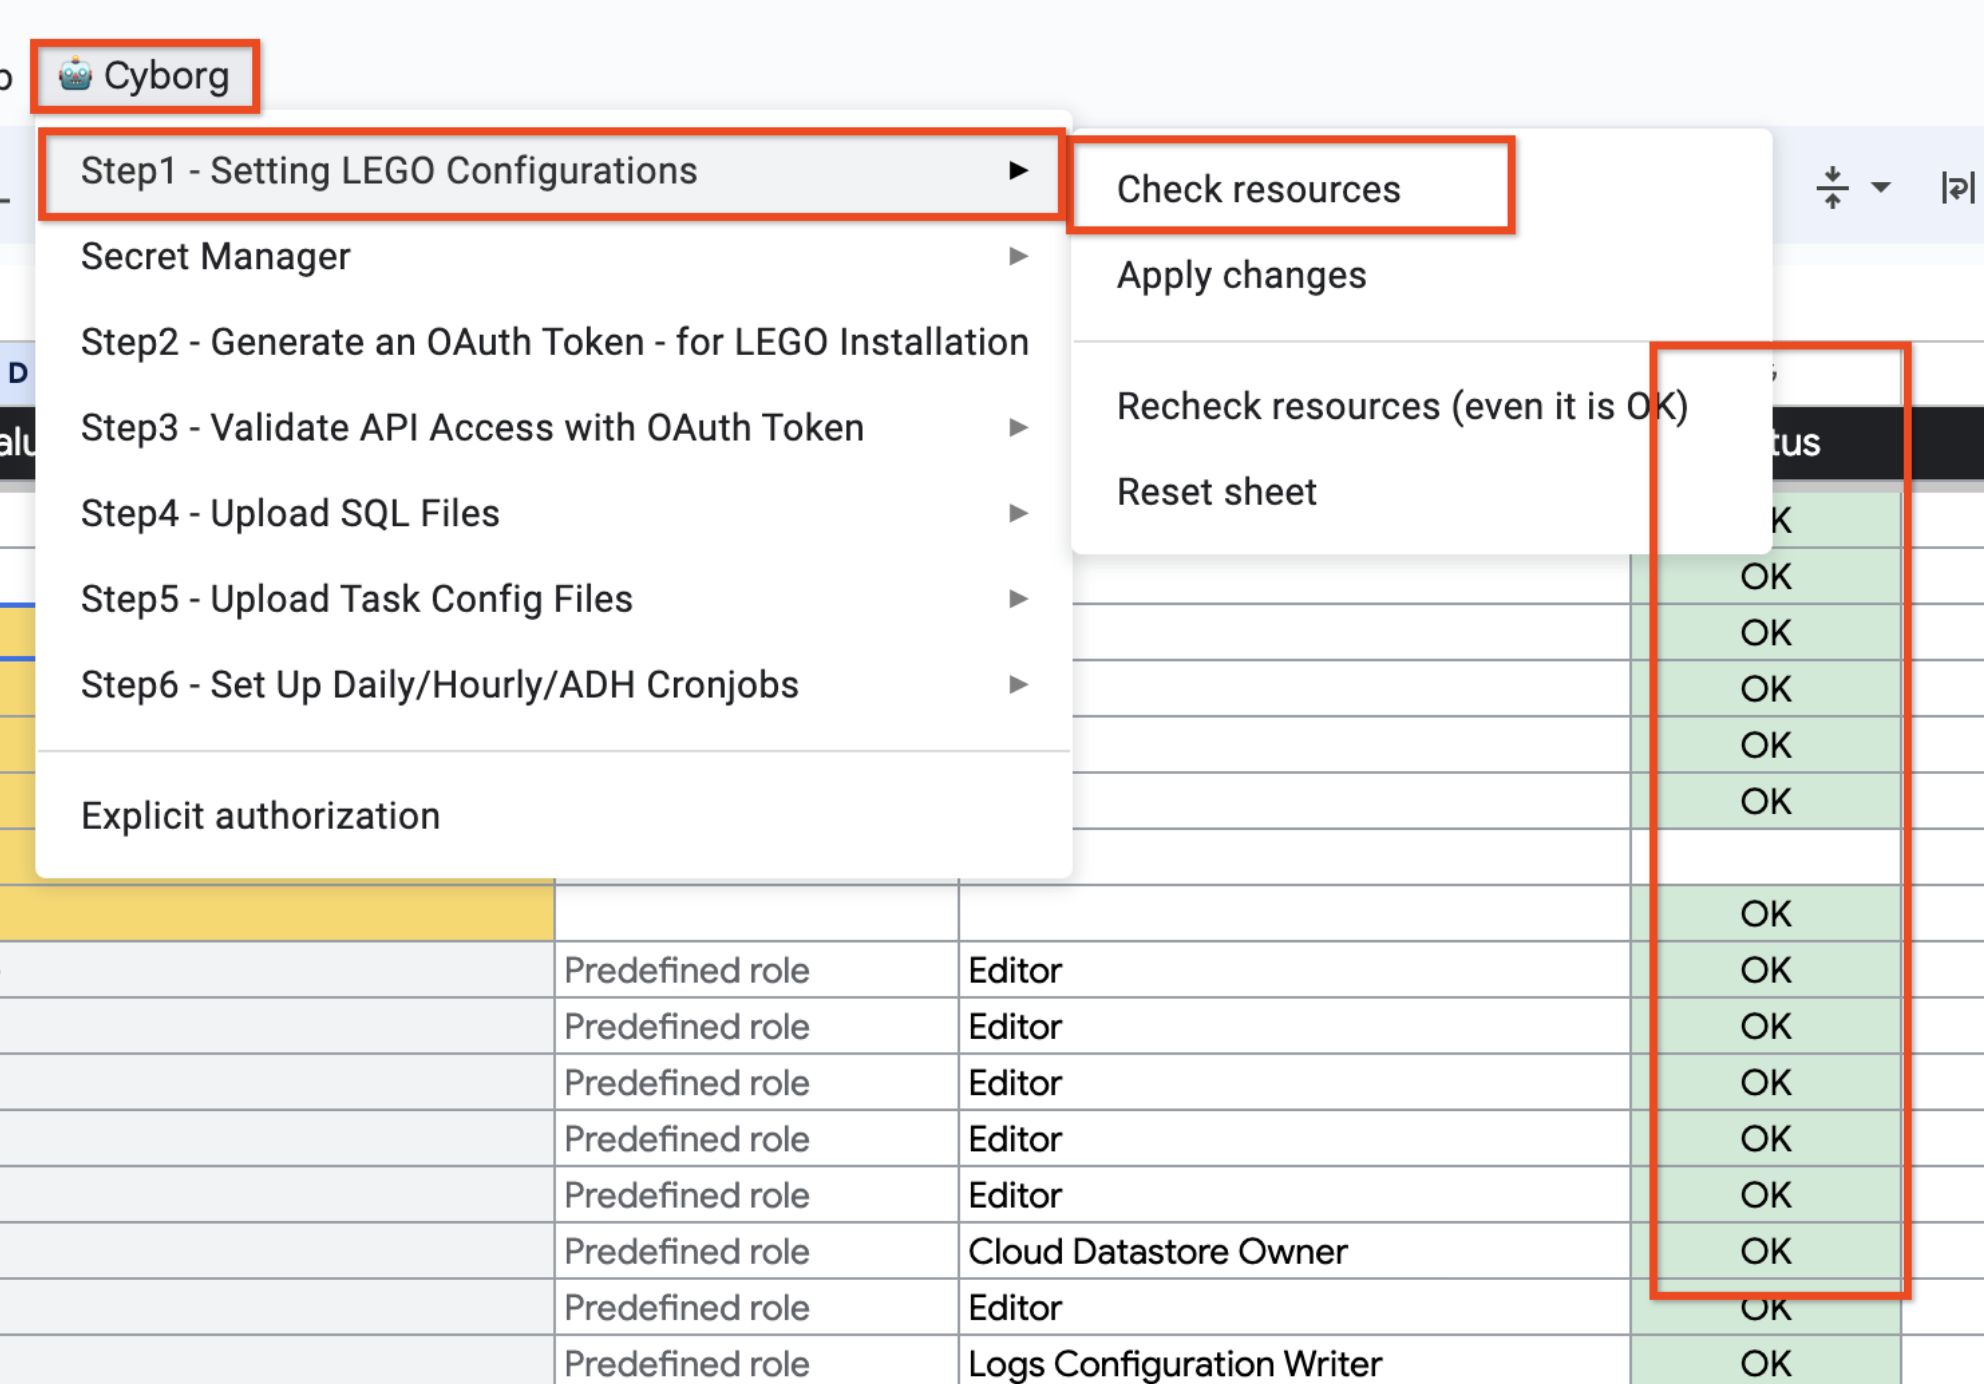 Cyborg
Step1 - Setting LEGO Configurations
Secret Manager
Step2 - Generate an OAuth Token - for LEGO Installation
Step3 - Validate API Access with OAuth Token
Step4 - Upload SQL Files
Step5 - Upload Task Config Files
Step6 - Set Up Daily/Hourly/ADH Cronjobs
Explicit authorization
Check resources
Apply changes
Recheck resources (even it is OK)
Reset sheet
D
alu
tus
K
OK
OK
OK
OK
OK
OK
Predefined role Editor OK
Predefined role Editor OK
Predefined role Editor OK
Predefined role Editor OK
Predefined role Editor OK
Predefined role Cloud Datastore Owner OK
Predefined role Editor OK
Predefined role Logs Configuration Writer OK